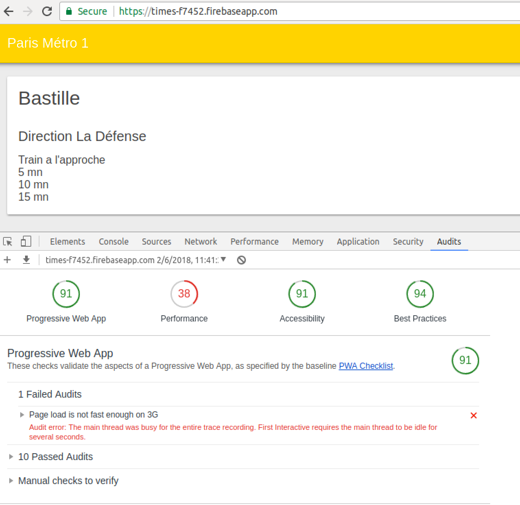 Secure https://times-f7452.firebaseapp.com
Paris Métro 1
Bastille
Direction La Défense
Train a l'approche
5 mn
10 mn
15 mn
Elements Console Sources Network Performance Memory Application Security Audits
times-f7452.firebaseapp.com 2/6/2018, 11:41:
91 38 91 94
Progressive Web App Performance Accessibility Best Practices
Progressive Web App
These checks validate the aspects of a Progressive Web App, as specified by the baseline PWA Checklist.
91
1 Failed Audits
Page load is not fast enough on 3G
Audit error: The main thread was busy for the entire trace recording. First Interactive requires the main thread to be idle for
several seconds.
10 Passed Audits
Manual checks to verify